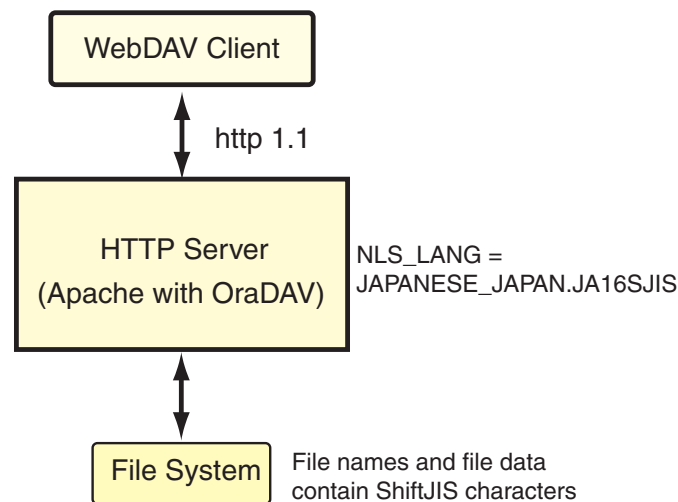 WebDAV Client
http 1.1
HTTP Server
(Apache with OraDAV)
NLS_LANG =
JAPANESE_JAPAN.JA16SJIS
File System
File names and file data
contain ShiftJIS characters